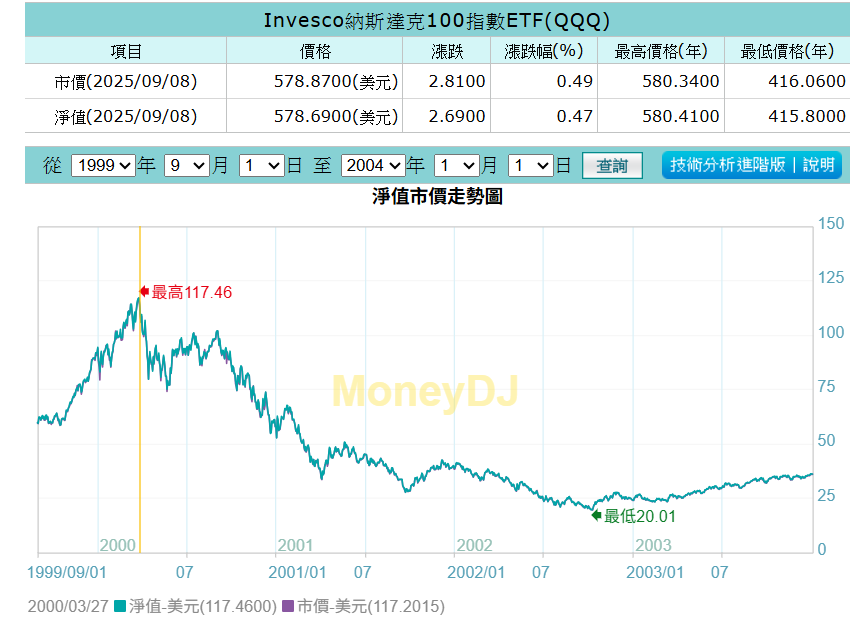 Invesco納斯達克100指數ETF(QQQ)
項目 價格 漲跌 漲跌幅(%) 最高價格(年) 最低價格(年)
市價(2025/09/08) 578.8700(美元) 2.8100 0.49 580.3400 416.0600
淨值(2025/09/08) 578.6900(美元) 2.6900 0.47 580.4100 415.8000
從 1999 年 9 月 1 日 至 2004 年 1 月 1 日 查詢 技術分析進階版 | 說明
淨值市價走勢圖
150
125
最高117.46
100
75
MoneyDJ
50
25
最低20.01
2000 2001 2002 2003
0
1999/09/01 07 2001/01 07 2002/01 07 2003/01 07
2000/03/27 淨值-美元(117.4600) 市價-美元(117.2015)